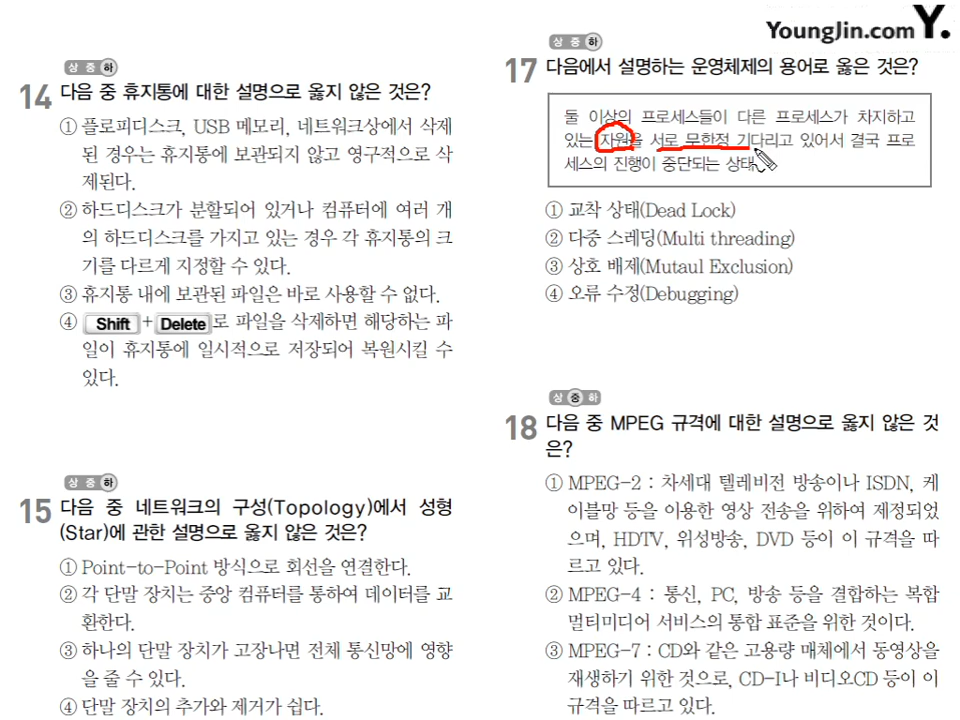 YoungJin.com Y.
상 중 하
14 다음 중 휴지통에 대한 설명으로 옳지 않은 것은?
① 플로피디스크, USB 메모리, 네트워크상에서 삭제
된 경우는 휴지통에 보관되지 않고 영구적으로 삭
제된다.
② 하드디스크가 분할되어 있거나 컴퓨터에 여러 개
의 하드디스크를 가지고 있는 경우 각 휴지통의 크
기를 다르게 지정할 수 있다.
③ 휴지통 내에 보관된 파일은 바로 사용할 수 없다.
④ Shift + Delete로 파일을 삭제하면 해당하는 파
일이 휴지통에 일시적으로 저장되어 복원시킬 수
있다.
상 중 하
15 다음 중 네트워크의 구성(Topology)에서 성형
(Star)에 관한 설명으로 옳지 않은 것은?
① Point-to-Point 방식으로 회선을 연결한다.
② 각 단말 장치는 중앙 컴퓨터를 통하여 데이터를 교
환한다.
③ 하나의 단말 장치가 고장나면 전체 통신망에 영향
을 줄 수 있다.
④ 단말 장치의 추가와 제거가 쉽다.
상 중 하
17 다음에서 설명하는 운영체제의 용어로 옳은 것은?
둘 이상의 프로세스들이 다른 프로세스가 차지하고
있는 자원을 서로 무한정 기다리고 있어서 결국 프로
세스의 진행이 중단되는 상태
① 교착 상태(Dead Lock)
② 다중 스레딩(Multi threading)
③ 상호 배제(Mutaul Exclusion)
④ 오류 수정(Debugging)
상 중 하
18 다음 중 MPEG 규격에 대한 설명으로 옳지 않은 것
은?
① MPEG-2 : 차세대 텔레비전 방송이나 ISDN, 케
이블망 등을 이용한 영상 전송을 위하여 제정되었
으며, HDTV, 위성방송, DVD 등이 이 규격을 따
르고 있다.
② MPEG-4 : 통신, PC, 방송 등을 결합하는 복합
멀티미디어 서비스의 통합 표준을 위한 것이다.
③ MPEG-7 : CD와 같은 고용량 매체에서 동영상을
재생하기 위한 것으로, CD-I나 비디오CD 등이 이
규격을 따르고 있다.